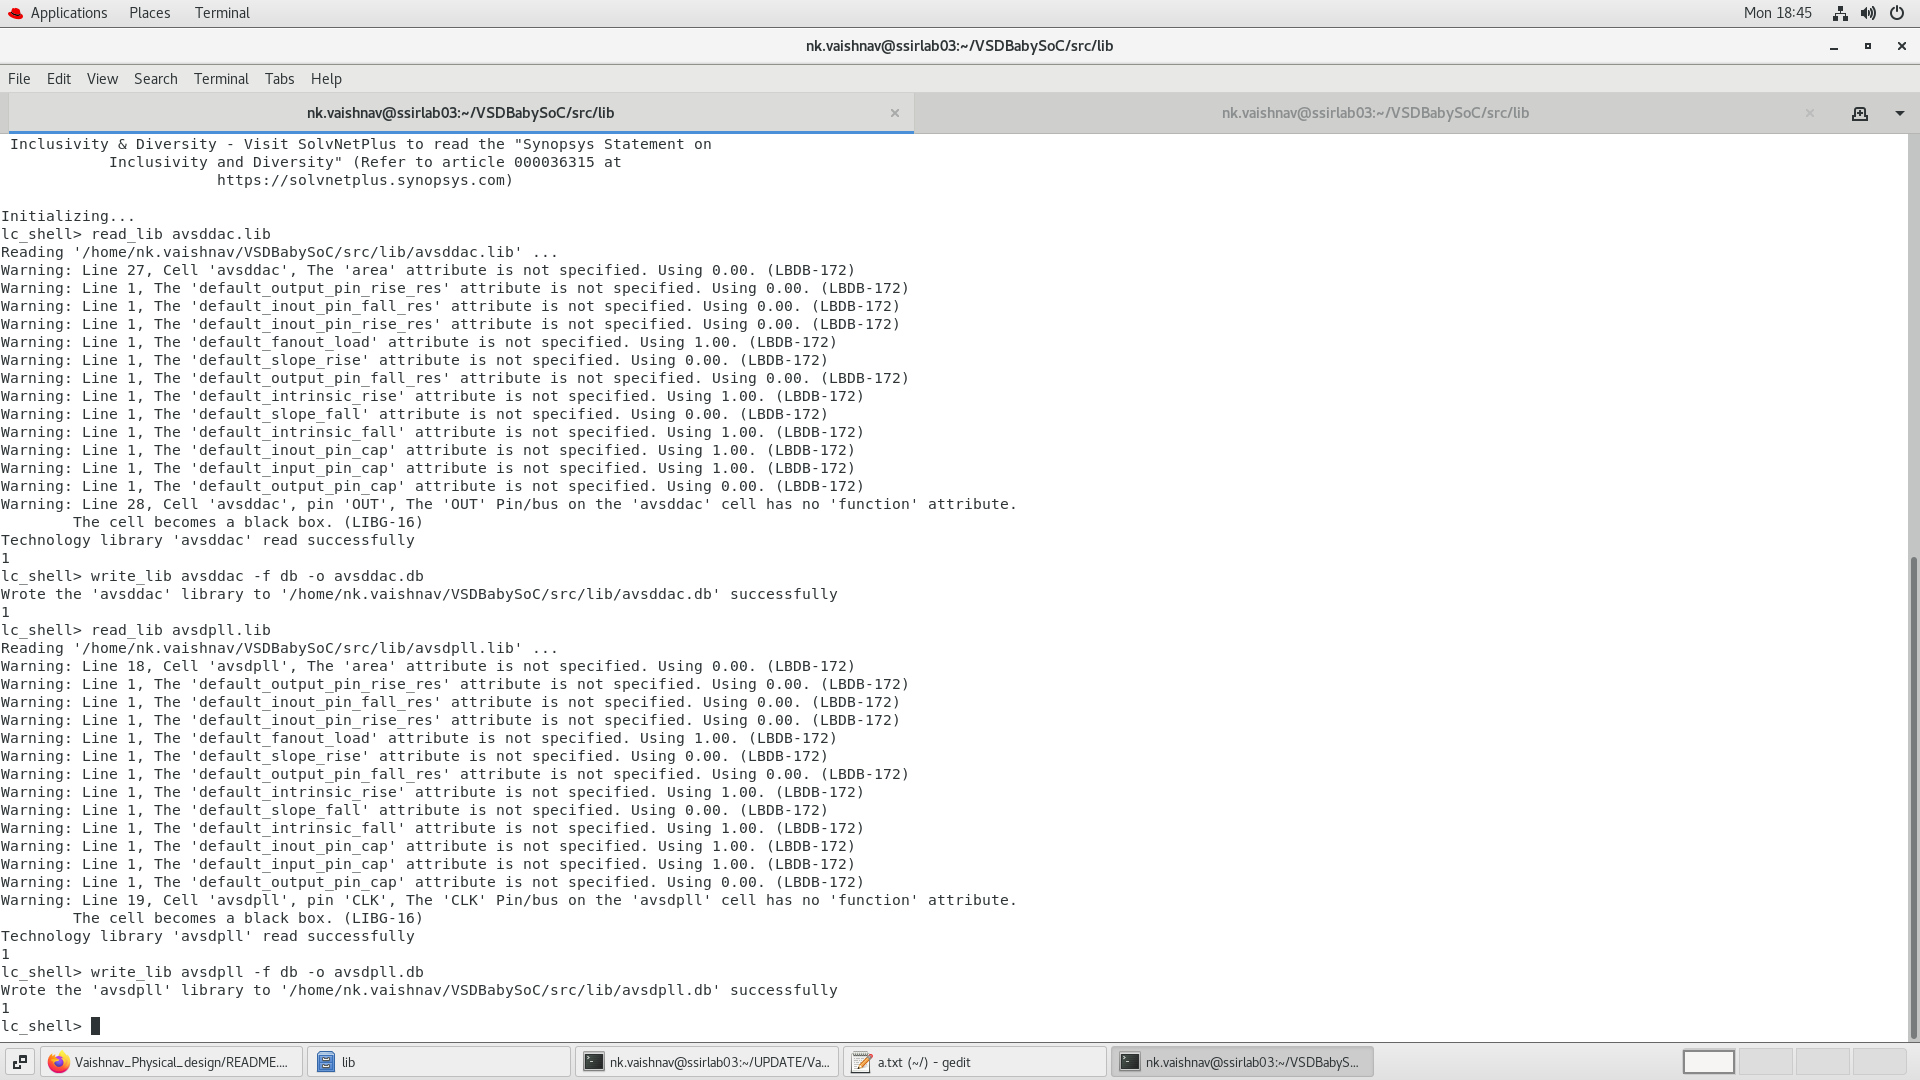 Applications Places Terminal Mon 18:45
nk.vaishnav@ssirlab03:~/VSDBabySoC/src/lib
File Edit View Search Terminal Tabs Help
nk.vaishnav@ssirlab03:~/VSDBabySoC/src/lib × nk.vaishnav@ssirlab03:~/VSDBabySoC/src/lib ×
Inclusivity & Diversity - Visit SolvNetPlus to read the "Synopsys Statement on
Inclusivity and Diversity" (Refer to article 000036315 at
https://solvnetplus.synopsys.com)
Initializing...
lc_shell> read_lib avsddac.lib
Reading '/home/nk.vaishnav/VSDBabySoC/src/lib/avsddac.lib' ...
Warning: Line 27, Cell 'avsddac', The 'area' attribute is not specified. Using 0.00. (LBDB-172)
Warning: Line 1, The 'default_output_pin_rise_res' attribute is not specified. Using 0.00. (LBDB-172)
Warning: Line 1, The 'default_inout_pin_fall_res' attribute is not specified. Using 0.00. (LBDB-172)
Warning: Line 1, The 'default_inout_pin_rise_res' attribute is not specified. Using 0.00. (LBDB-172)
Warning: Line 1, The 'default_fanout_load' attribute is not specified. Using 1.00. (LBDB-172)
Warning: Line 1, The 'default_slope_rise' attribute is not specified. Using 0.00. (LBDB-172)
Warning: Line 1, The 'default_output_pin_fall_res' attribute is not specified. Using 0.00. (LBDB-172)
Warning: Line 1, The 'default_intrinsic_rise' attribute is not specified. Using 1.00. (LBDB-172)
Warning: Line 1, The 'default_slope_fall' attribute is not specified. Using 0.00. (LBDB-172)
Warning: Line 1, The 'default_intrinsic_fall' attribute is not specified. Using 1.00. (LBDB-172)
Warning: Line 1, The 'default_inout_pin_cap' attribute is not specified. Using 1.00. (LBDB-172)
Warning: Line 1, The 'default_input_pin_cap' attribute is not specified. Using 1.00. (LBDB-172)
Warning: Line 1, The 'default_output_pin_cap' attribute is not specified. Using 0.00. (LBDB-172)
Warning: Line 28, Cell 'avsddac', pin 'OUT', The 'OUT' Pin/bus on the 'avsddac' cell has no 'function' attribute.
The cell becomes a black box. (LIBG-16)
Technology library 'avsddac' read successfully
1
lc_shell> write_lib avsddac -f db -o avsddac.db
Wrote the 'avsddac' library to '/home/nk.vaishnav/VSDBabySoC/src/lib/avsddac.db' successfully
1
lc_shell> read_lib avsdpll.lib
Reading '/home/nk.vaishnav/VSDBabySoC/src/lib/avsdpll.lib' ...
Warning: Line 18, Cell 'avsdpll', The 'area' attribute is not specified. Using 0.00. (LBDB-172)
Warning: Line 1, The 'default_output_pin_rise_res' attribute is not specified. Using 0.00. (LBDB-172)
Warning: Line 1, The 'default_inout_pin_fall_res' attribute is not specified. Using 0.00. (LBDB-172)
Warning: Line 1, The 'default_inout_pin_rise_res' attribute is not specified. Using 0.00. (LBDB-172)
Warning: Line 1, The 'default_fanout_load' attribute is not specified. Using 1.00. (LBDB-172)
Warning: Line 1, The 'default_slope_rise' attribute is not specified. Using 0.00. (LBDB-172)
Warning: Line 1, The 'default_output_pin_fall_res' attribute is not specified. Using 0.00. (LBDB-172)
Warning: Line 1, The 'default_intrinsic_rise' attribute is not specified. Using 1.00. (LBDB-172)
Warning: Line 1, The 'default_slope_fall' attribute is not specified. Using 0.00. (LBDB-172)
Warning: Line 1, The 'default_intrinsic_fall' attribute is not specified. Using 1.00. (LBDB-172)
Warning: Line 1, The 'default_inout_pin_cap' attribute is not specified. Using 1.00. (LBDB-172)
Warning: Line 1, The 'default_input_pin_cap' attribute is not specified. Using 1.00. (LBDB-172)
Warning: Line 1, The 'default_output_pin_cap' attribute is not specified. Using 0.00. (LBDB-172)
Warning: Line 19, Cell 'avsdpll', pin 'CLK', The 'CLK' Pin/bus on the 'avsdpll' cell has no 'function' attribute.
The cell becomes a black box. (LIBG-16)
Technology library 'avsdpll' read successfully
1
lc_shell> write_lib avsdpll -f db -o avsdpll.db
Wrote the 'avsdpll' library to '/home/nk.vaishnav/VSDBabySoC/src/lib/avsdpll.db' successfully
1
lc_shell>
Vaishnav_Physical_design/README.... lib nk.vaishnav@ssirlab03:~/UPDATE/Va... a.txt (~/) - gedit nk.vaishnav@ssirlab03:~/VSDBabyS...